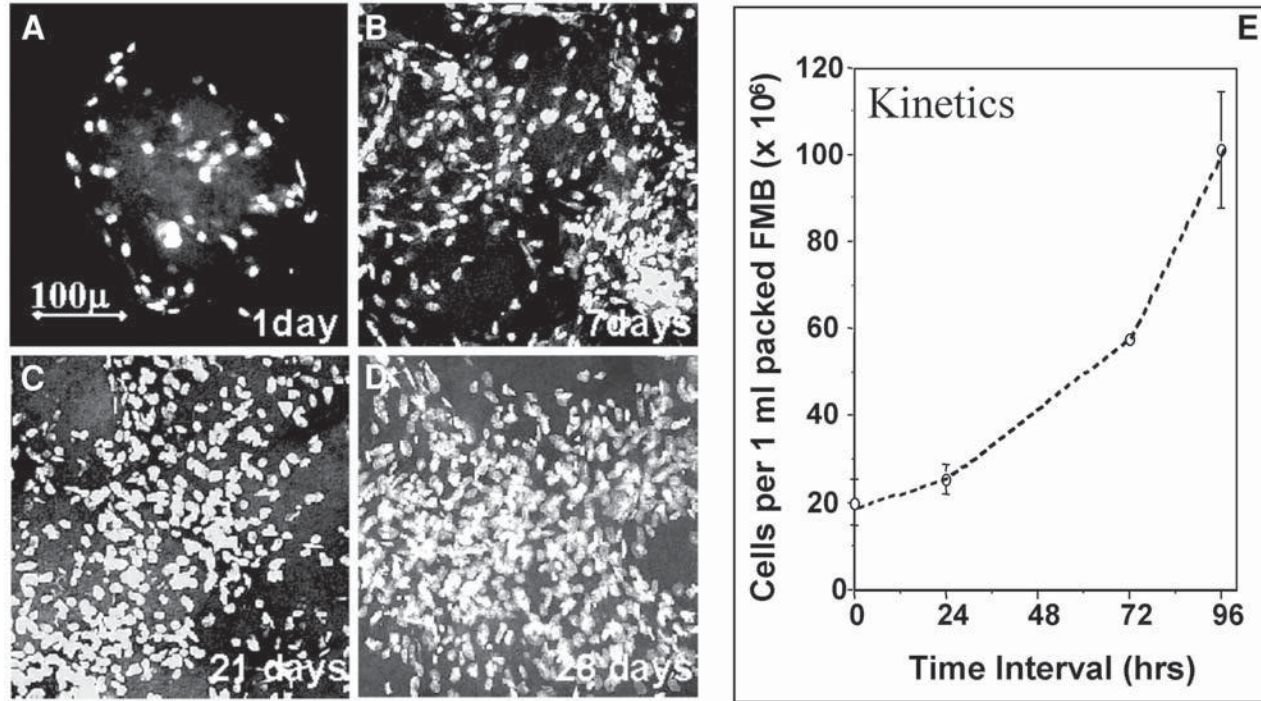 A
100µ
1day
B
7days
C
21 days
D
28 days
E
Kinetics
Cells per 1 ml packed FMB (x 10⁶)
120
100
80
60
40
20
0
0 24 48 72 96
Time Interval (hrs)